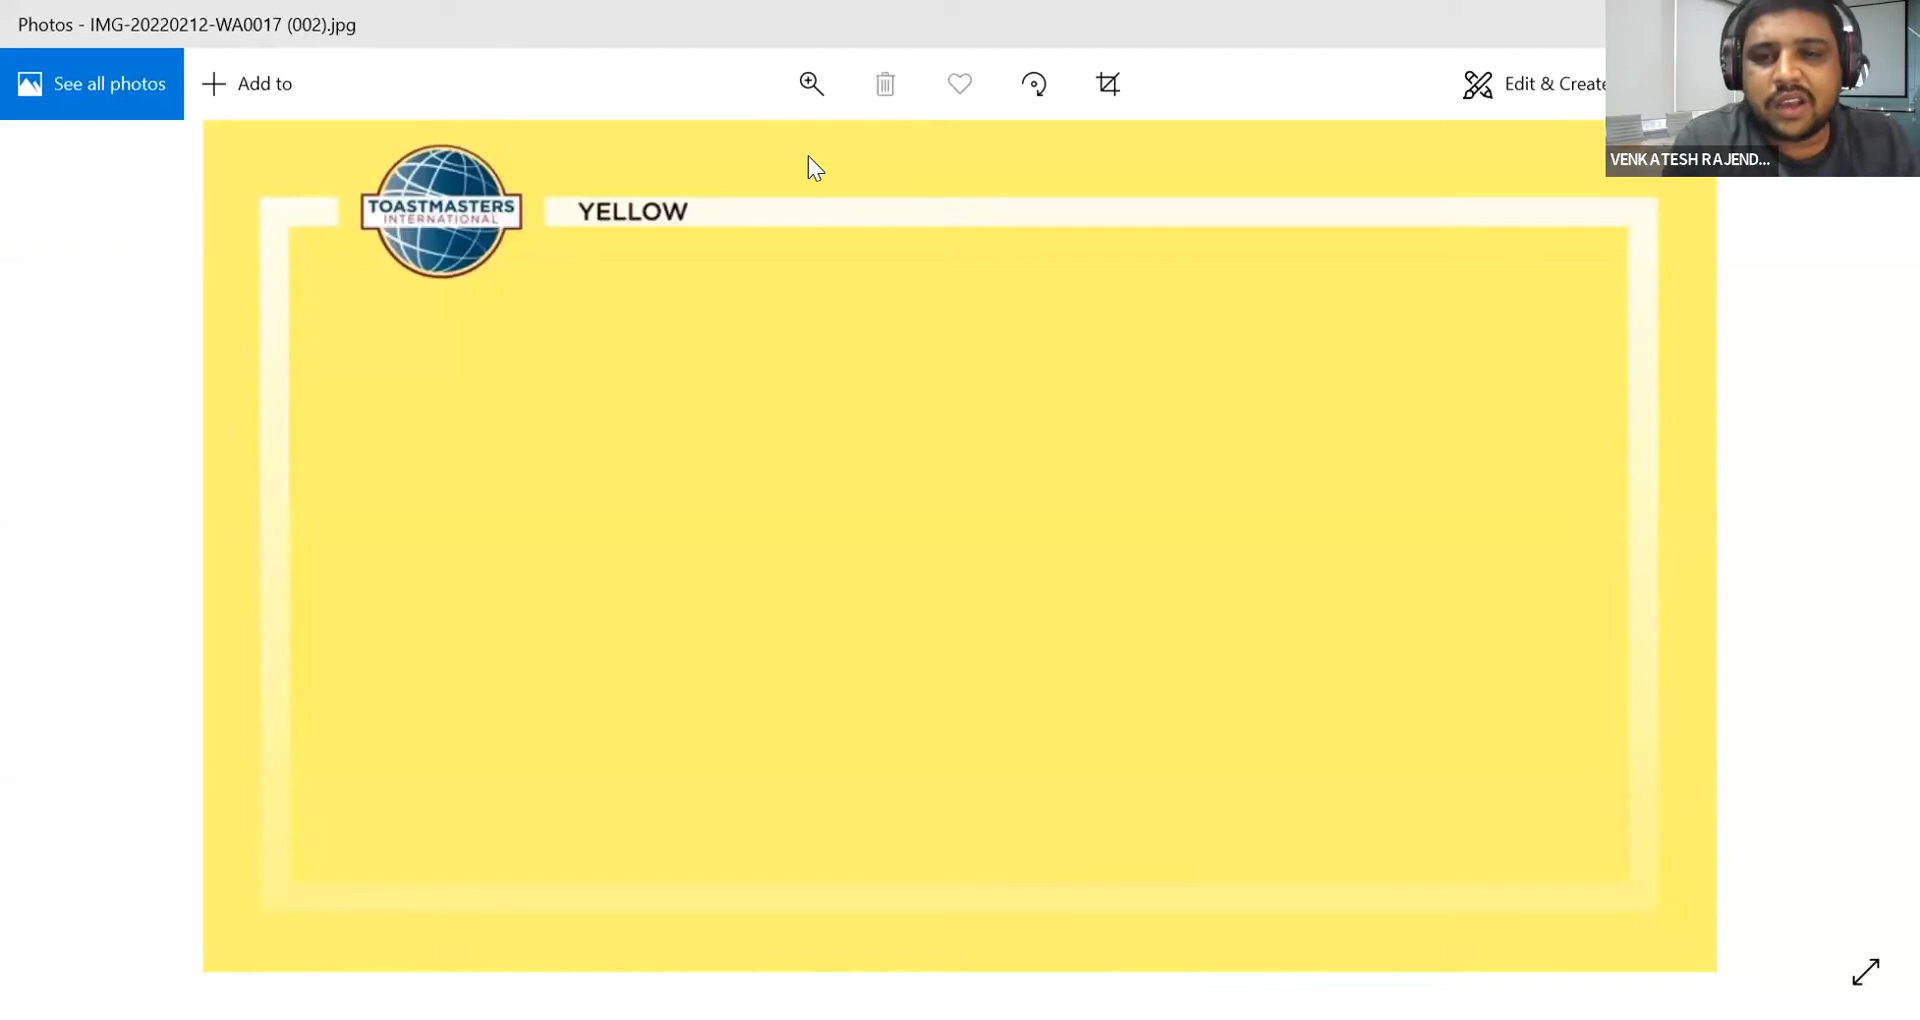 Photos - IMG-20220212-WA0017 (002).jpg
See all photos
Add to
Edit & Create
VENKATESH RAJEND...
TOASTMASTERS
INTERNATIONAL
YELLOW